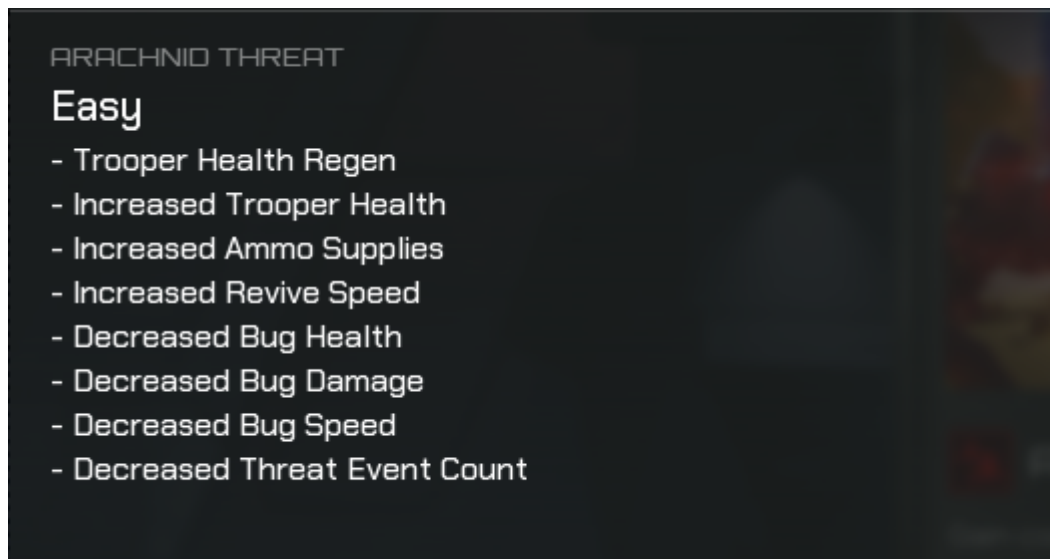 ARACHNID THREAT
Easy
- Trooper Health Regen
- Increased Trooper Health
- Increased Ammo Supplies
- Increased Revive Speed
- Decreased Bug Health
- Decreased Bug Damage
- Decreased Bug Speed
- Decreased Threat Event Count